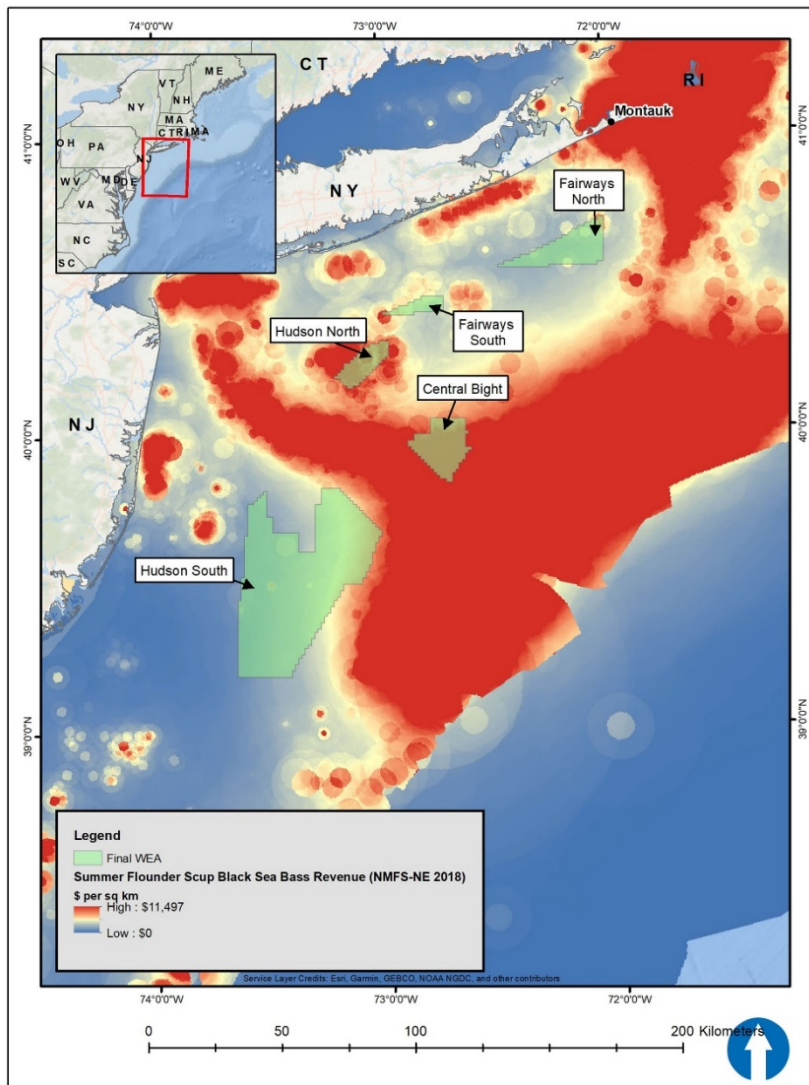 74°0'0"W 73°0'0"W 72°0'0"W
ME
VT
NH
NY
MA
CT RI MA
OH
PA
NJ
WV
MD DE
VA
NC
SC
CT
RI
Montauk
41°0'0"N
41°0'0"N
NY
Fairways
North
Fairways
South
Hudson North
Central Bight
NJ
40°0'0"N
40°0'0"N
Hudson South
39°0'0"N
39°0'0"N
Legend
Final WEA
Summer Flounder Scup Black Sea Bass Revenue (NMFS-NE 2018)
$ per sq km
High : $11,497
Low : $0
Service Layer Credits: Esri, Garmin, GEBCO, NOAA NGDC, and other contributors
74°0'0"W 73°0'0"W 72°0'0"W
0 50 100 200 Kilometers